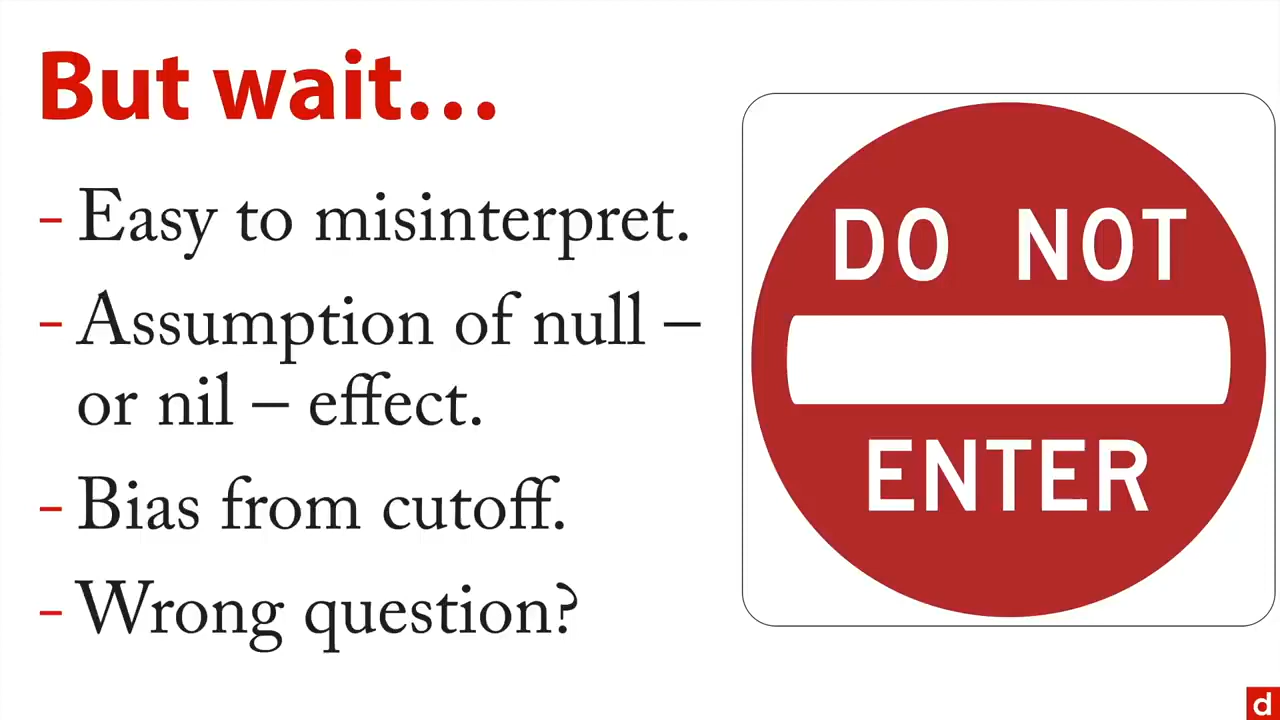 But wait…
– Easy to misinterpret.
– Assumption of null –
or nil – effect.
– Bias from cutoff.
– Wrong question?
DO NOT
ENTER
d